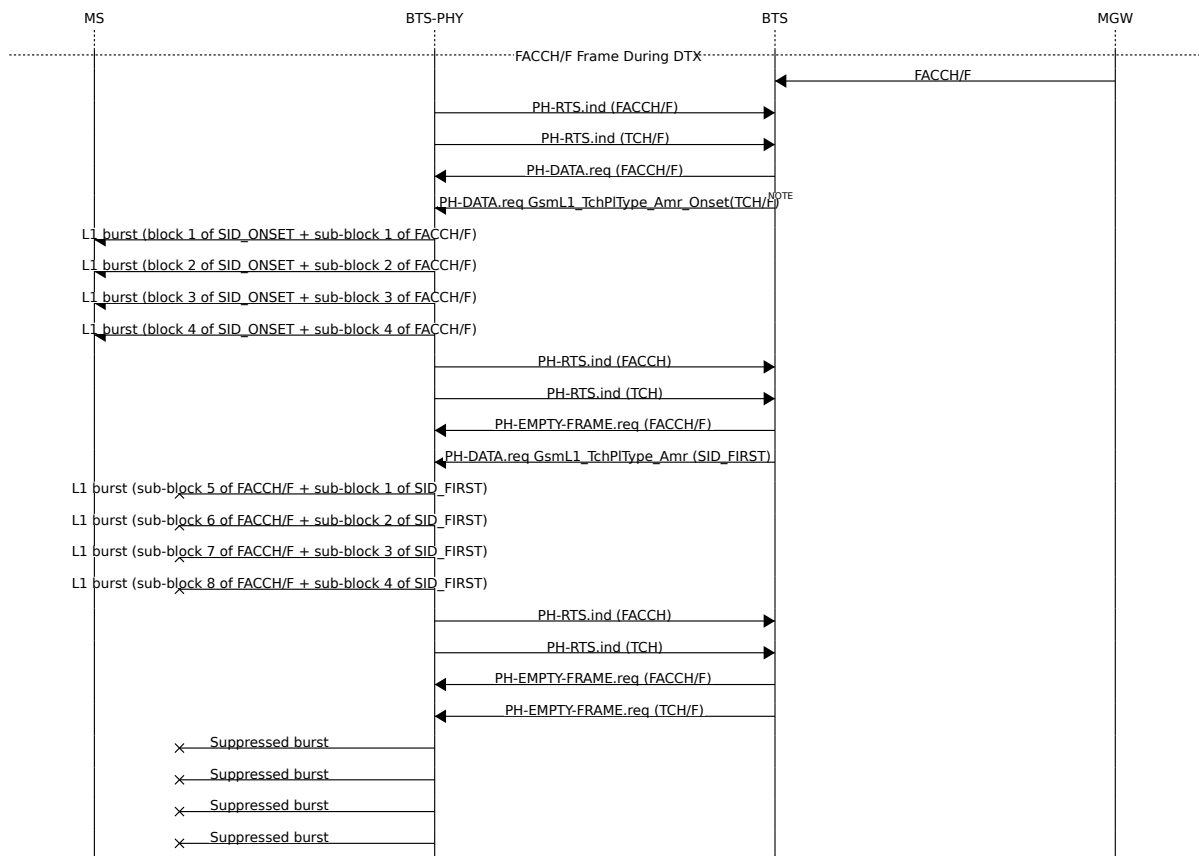 MS BTS-PHY BTS MGW
FACCH/F Frame During DTX
FACCH/F
PH-RTS.ind (FACCH/F)
PH-RTS.ind (TCH/F)
PH-DATA.req (FACCH/F)
PH-DATA.req GsmL1_TchPlType_Amr_Onset(TCH/F) NOTE
L1 burst (block 1 of SID_ONSET + sub-block 1 of FACCH/F)
L1 burst (block 2 of SID_ONSET + sub-block 2 of FACCH/F)
L1 burst (block 3 of SID_ONSET + sub-block 3 of FACCH/F)
L1 burst (block 4 of SID_ONSET + sub-block 4 of FACCH/F)
PH-RTS.ind (FACCH)
PH-RTS.ind (TCH)
PH-EMPTY-FRAME.req (FACCH/F)
PH-DATA.req GsmL1_TchPlType_Amr (SID_FIRST)
L1 burst (sub-block 5 of FACCH/F + sub-block 1 of SID_FIRST)
L1 burst (sub-block 6 of FACCH/F + sub-block 2 of SID_FIRST)
L1 burst (sub-block 7 of FACCH/F + sub-block 3 of SID_FIRST)
L1 burst (sub-block 8 of FACCH/F + sub-block 4 of SID_FIRST)
PH-RTS.ind (FACCH)
PH-RTS.ind (TCH)
PH-EMPTY-FRAME.req (FACCH/F)
PH-EMPTY-FRAME.req (TCH/F)
Suppressed burst
Suppressed burst
Suppressed burst
Suppressed burst